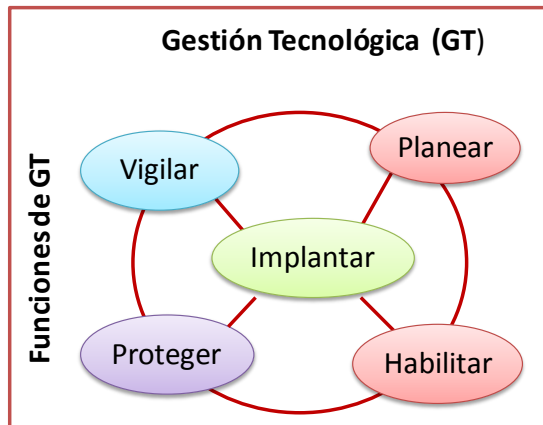 Gestión Tecnológica (GT)
Funciones de GT
Vigilar
Planear
Implantar
Proteger
Habilitar